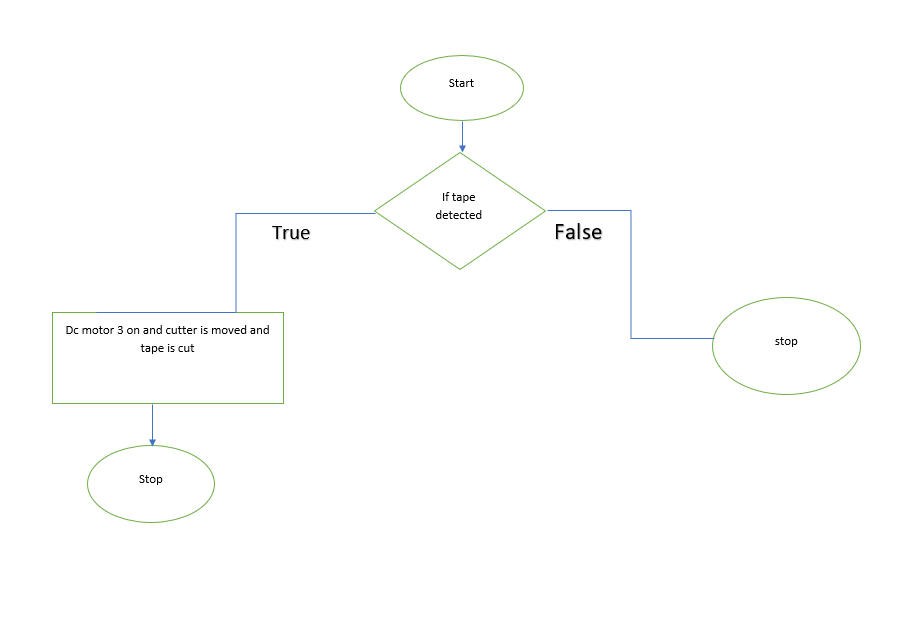 Start
If tape
detected
True
False
Dc motor 3 on and cutter is moved and
tape is cut
stop
Stop